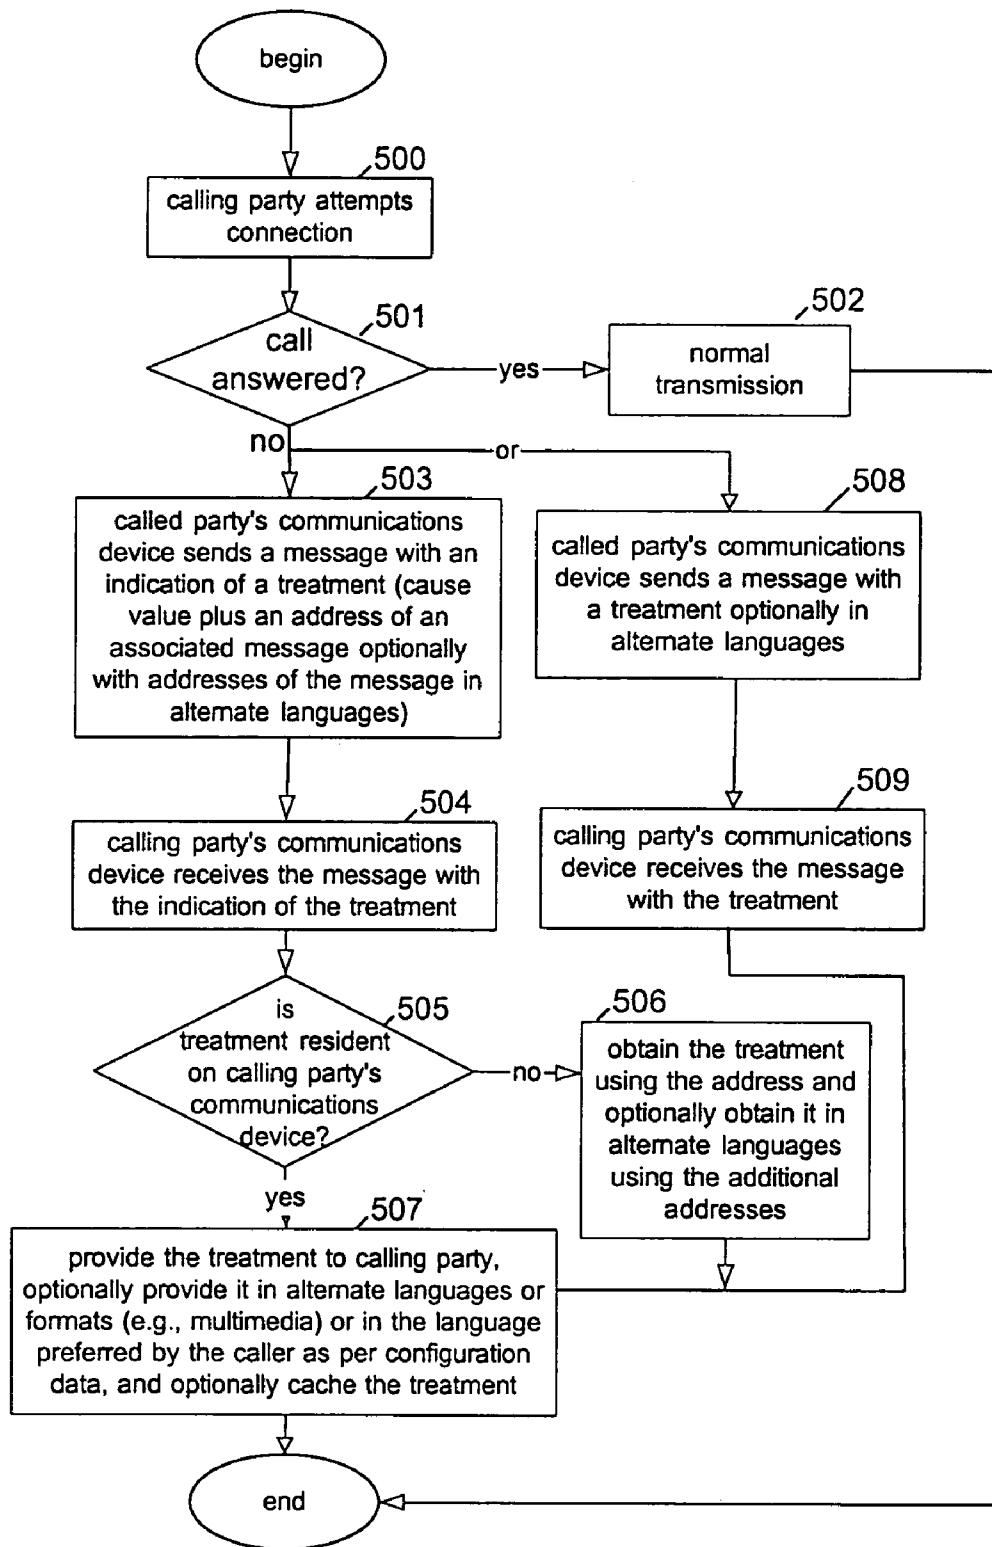 begin
500
calling party attempts
connection
501
call
answered?
yes
502
normal
transmission
no
or
503
called party's communications
device sends a message with an
indication of a treatment (cause
value plus an address of an
associated message optionally
with addresses of the message in
alternate languages)
508
called party's communications
device sends a message with
a treatment optionally in
alternate languages
504
calling party's communications
device receives the message with
the indication of the treatment
509
calling party's communications
device receives the message
with the treatment
505
is
treatment resident
on calling party's
communications
device?
no
506
obtain the treatment
using the address and
optionally obtain it in
alternate languages
using the additional
addresses
yes
507
provide the treatment to calling party,
optionally provide it in alternate languages or
formats (e.g., multimedia) or in the language
preferred by the caller as per configuration
data, and optionally cache the treatment
end